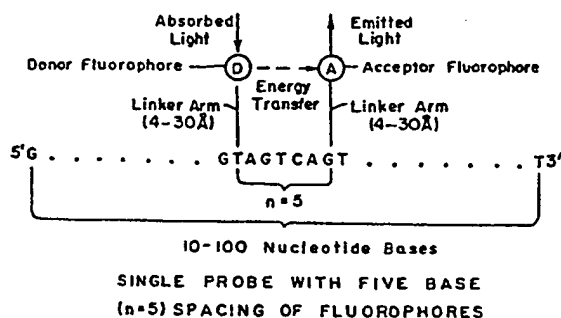 Absorbed Light
Emitted Light
Donor Fluorophore
D
A
Acceptor Fluorophore
Energy Transfer
Linker Arm (4-30Å)
Linker Arm (4-30Å)
5'G . . . . . . . . GTAGTCAGT . . . . . . . T3'
n=5
10-100 Nucleotide Bases
SINGLE PROBE WITH FIVE BASE
(n=5) SPACING OF FLUOROPHORES